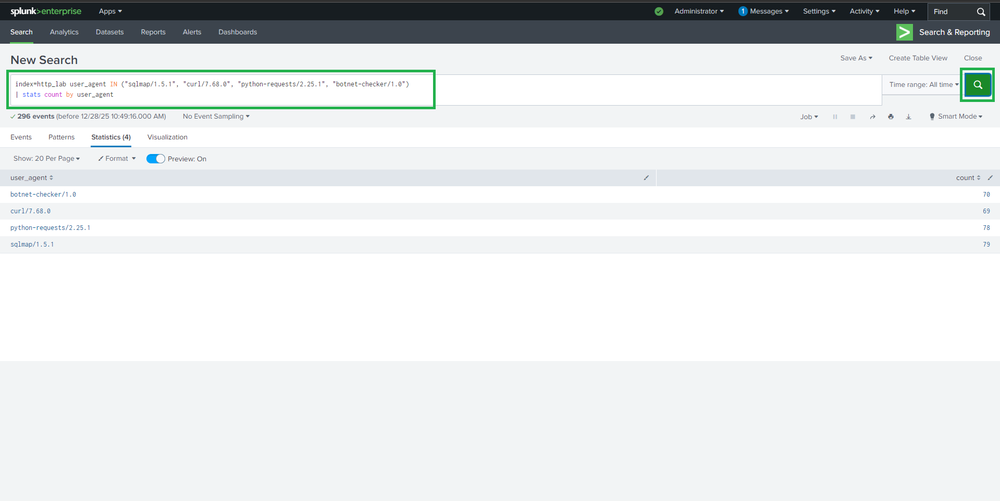 splunk>enterprise Apps Administrator 1 Messages Settings Activity Help Find
Search Analytics Datasets Reports Alerts Dashboards > Search & Reporting
New Search Save As Create Table View Close
index=http_lab user_agent IN ("sqlmap/1.5.1", "curl/7.68.0", "python-requests/2.25.1", "botnet-checker/1.0")
| stats count by user_agent
Time range: All time
296 events (before 12/28/25 10:49:16.000 AM) No Event Sampling Job Smart Mode
Events Patterns Statistics (4) Visualization
Show: 20 Per Page Format Preview: On
user_agent count
botnet-checker/1.0 70
curl/7.68.0 69
python-requests/2.25.1 78
sqlmap/1.5.1 79